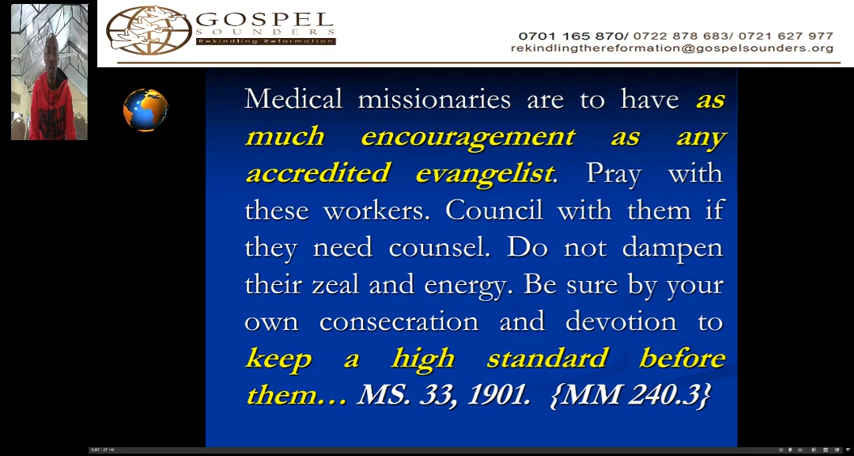 GOSPEL
SOUNDERS
Rekindling Reformation
0701 165 870/ 0722 878 683/ 0721 627 977
rekindlingthereformation@gospelsounders.org
Medical missionaries are to have as
much encouragement as any
accredited evangelist. Pray with
these workers. Council with them if
they need counsel. Do not dampen
their zeal and energy. Be sure by your
own consecration and devotion to
keep a high standard before
them… MS. 33, 1901. {MM 240.3}